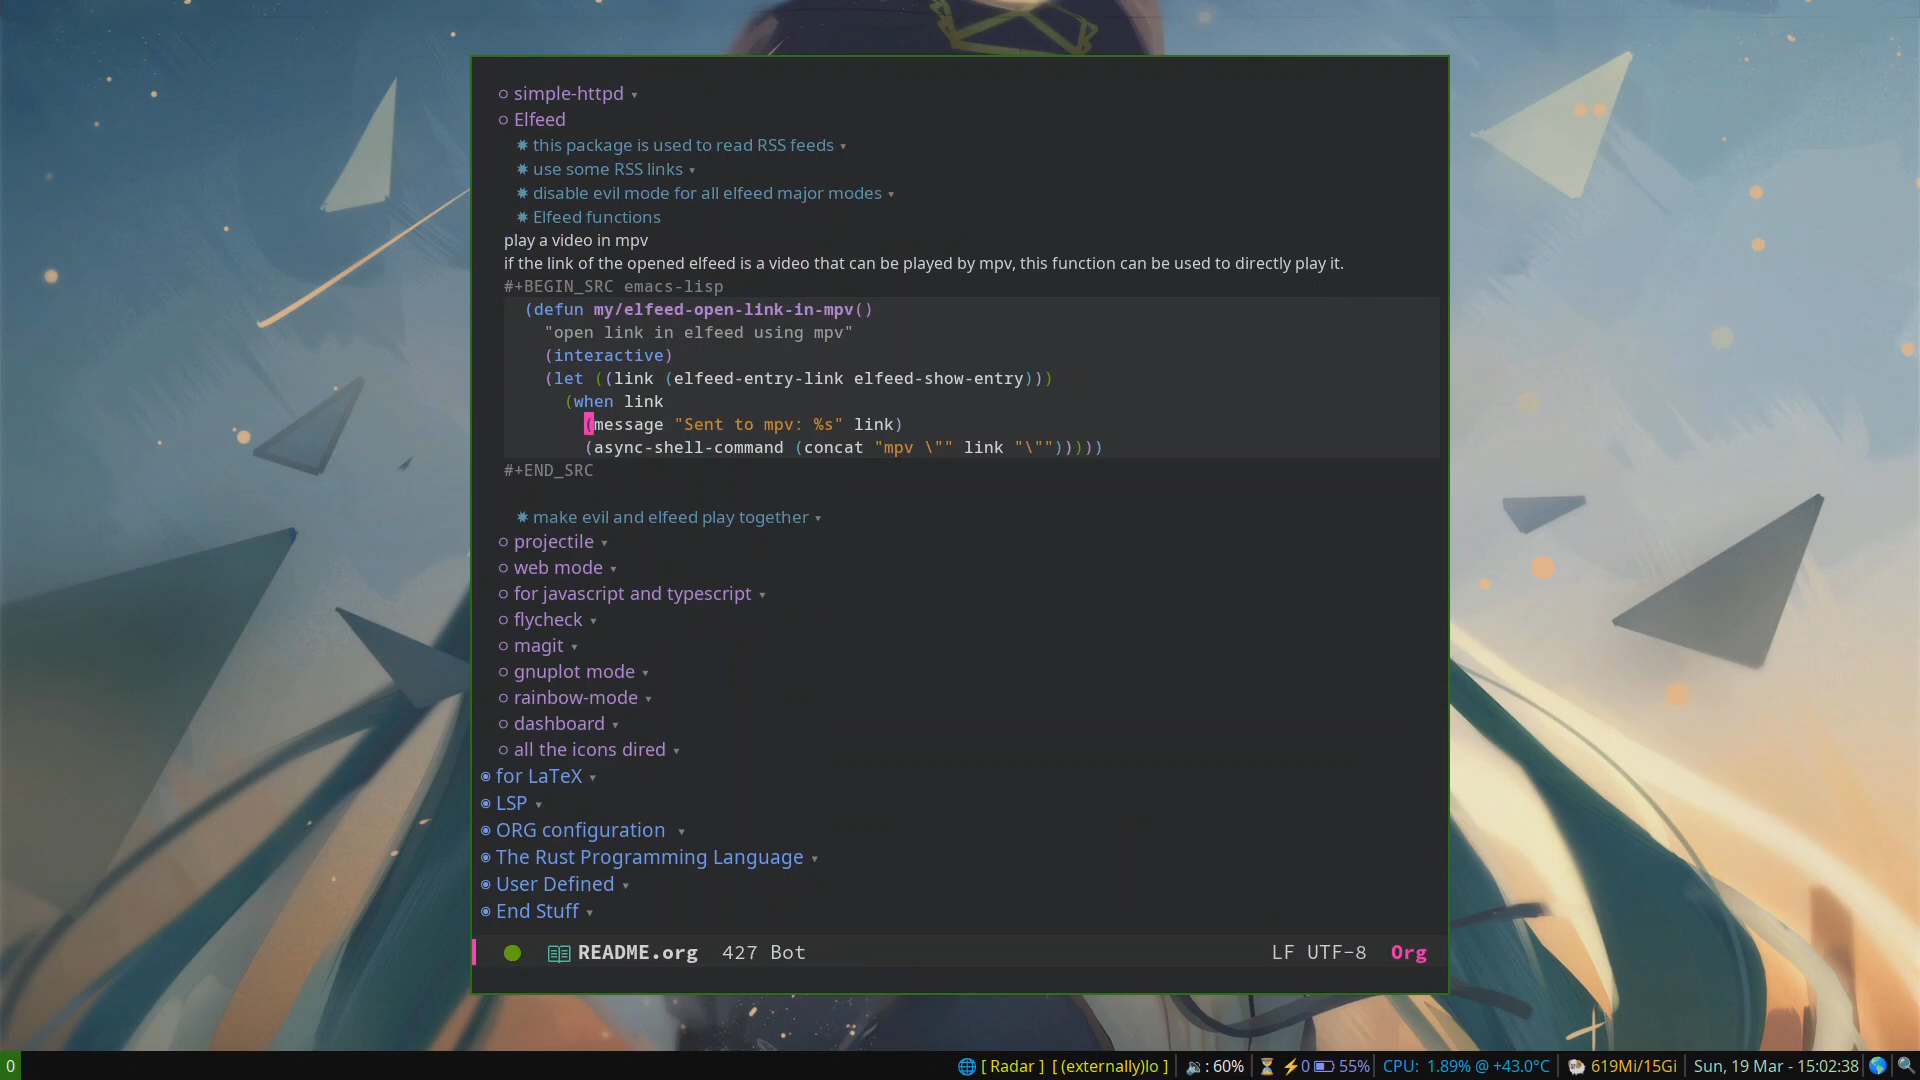 simple-httpd ▾
Elfeed
this package is used to read RSS feeds ▾
use some RSS links ▾
disable evil mode for all elfeed major modes ▾
Elfeed functions
play a video in mpv
if the link of the opened elfeed is a video that can be played by mpv, this function can be used to directly play it.
#+BEGIN_SRC emacs-lisp
(defun my/elfeed-open-link-in-mpv()
"open link in elfeed using mpv"
(interactive)
(let ((link (elfeed-entry-link elfeed-show-entry)))
(when link
(message "Sent to mpv: %s" link)
(async-shell-command (concat "mpv \"" link "\"")))))
#+END_SRC
make evil and elfeed play together ▾
projectile ▾
web mode ▾
for javascript and typescript ▾
flycheck ▾
magit ▾
gnuplot mode ▾
rainbow-mode ▾
dashboard ▾
all the icons dired ▾
for LaTeX ▾
LSP ▾
ORG configuration ▾
The Rust Programming Language ▾
User Defined ▾
End Stuff ▾
README.org 427 Bot LF UTF-8 Org
0 [ Radar ] [ (externally)lo ] : 60% 0 55% CPU: 1.89% @ +43.0°C 619Mi/15Gi Sun, 19 Mar - 15:02:38